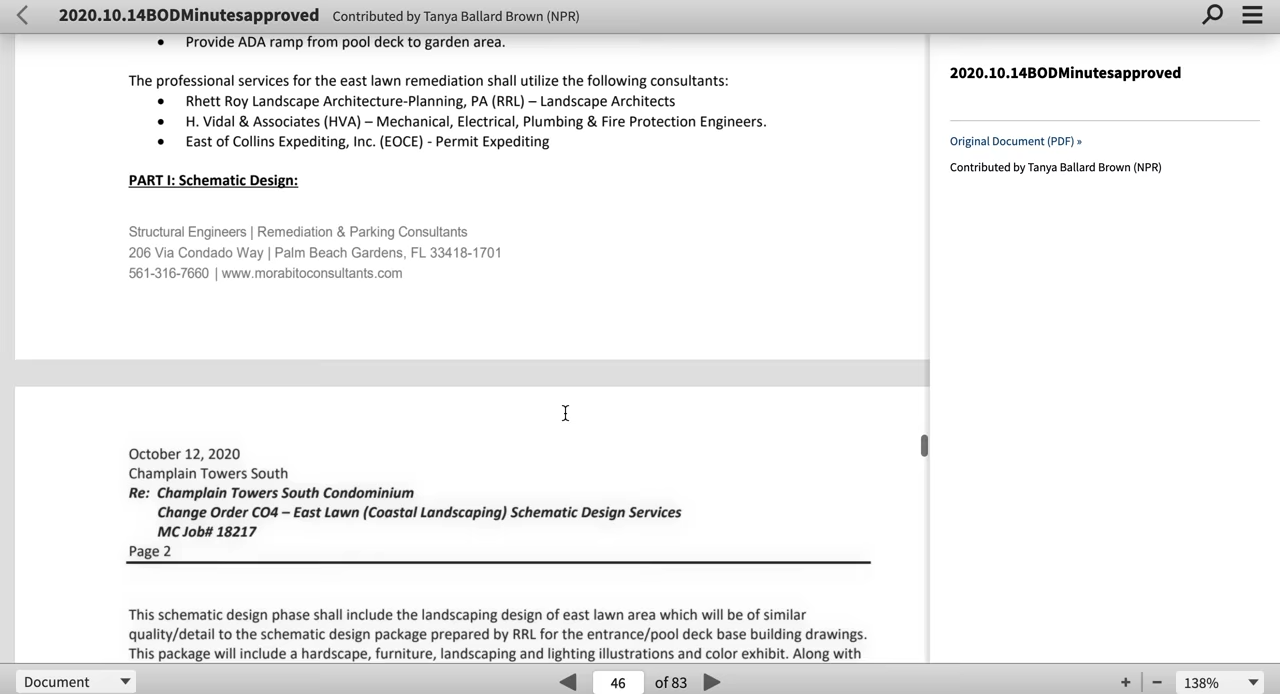 2020.10.14BODMinutesapproved Contributed by Tanya Ballard Brown (NPR)
• Provide ADA ramp from pool deck to garden area.
The professional services for the east lawn remediation shall utilize the following consultants:
• Rhett Roy Landscape Architecture-Planning, PA (RRL) – Landscape Architects
• H. Vidal & Associates (HVA) – Mechanical, Electrical, Plumbing & Fire Protection Engineers.
• East of Collins Expediting, Inc. (EOCE) - Permit Expediting
PART I: Schematic Design:
Structural Engineers | Remediation & Parking Consultants
206 Via Condado Way | Palm Beach Gardens, FL 33418-1701
561-316-7660 | www.morabitoconsultants.com
October 12, 2020
Champlain Towers South
Re: Champlain Towers South Condominium
Change Order CO4 – East Lawn (Coastal Landscaping) Schematic Design Services
MC Job# 18217
Page 2
This schematic design phase shall include the landscaping design of east lawn area which will be of similar
quality/detail to the schematic design package prepared by RRL for the entrance/pool deck base building drawings.
This package will include a hardscape, furniture, landscaping and lighting illustrations and color exhibit. Along with
2020.10.14BODMinutesapproved
Original Document (PDF) »
Contributed by Tanya Ballard Brown (NPR)
Document 46 of 83 + − 138%